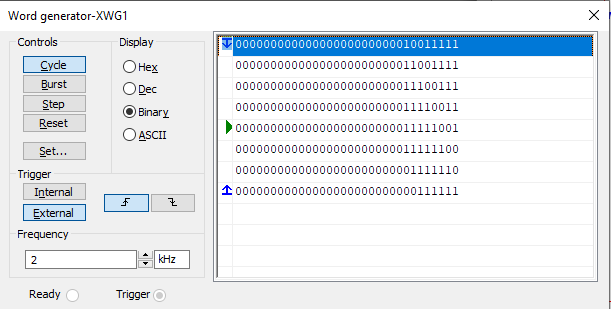 Word generator-XWG1
Controls
Cycle
Burst
Step
Reset
Set...
Display
Hex
Dec
Binary
ASCII
Trigger
Internal
External
Frequency
2 kHz
Ready
Trigger
00000000000000000000000010011111
00000000000000000000000011001111
00000000000000000000000011100111
00000000000000000000000011110011
00000000000000000000000011111001
00000000000000000000000011111100
00000000000000000000000001111110
00000000000000000000000000111111